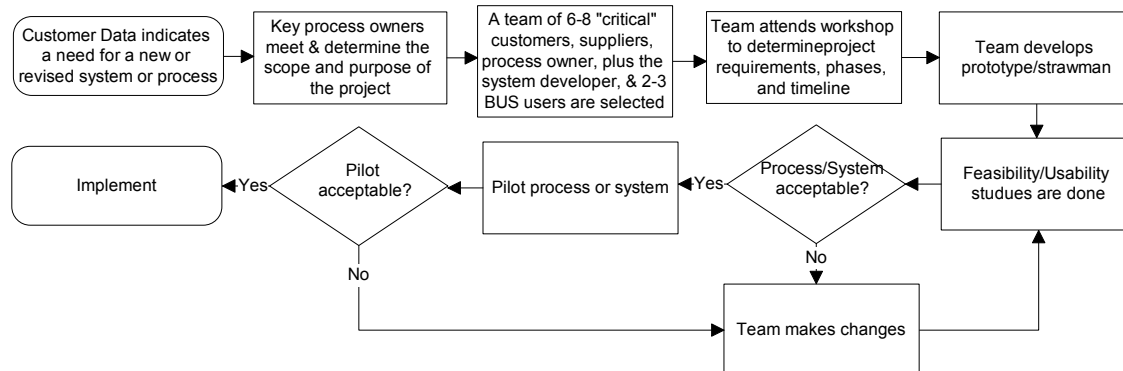 Customer Data indicates
a need for a new or
revised system or process
Key process owners
meet & determine the
scope and purpose of
the project
A team of 6-8 "critical"
customers, suppliers,
process owner, plus the
system developer, & 2-3
BUS users are selected
Team attends workshop
to determineproject
requirements, phases,
and timeline
Team develops
prototype/strawman
Implement
Yes
Pilot
acceptable?
Pilot process or system
Yes
Process/System
acceptable?
Feasibility/Usability
studues are done
No
No
Team makes changes